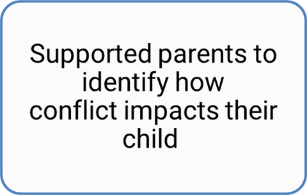 Supported parents to
identify how
conflict impacts their
child